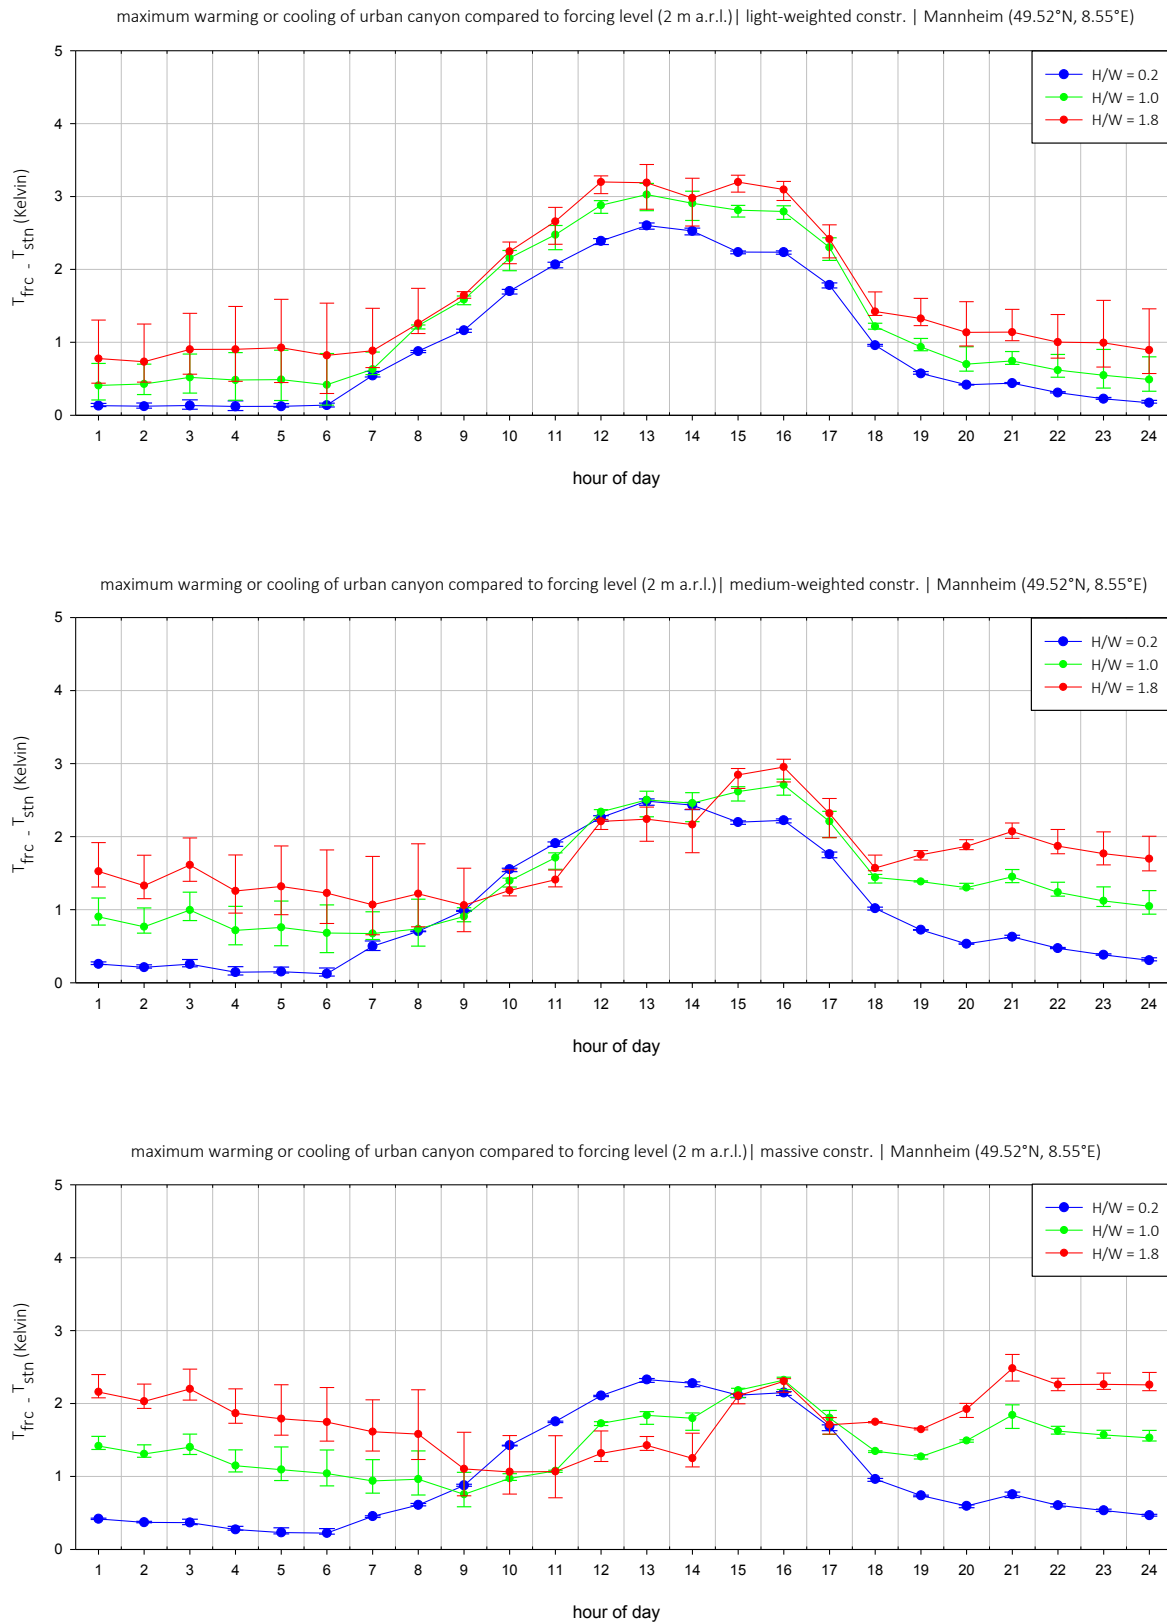 maximum warming or cooling of urban canyon compared to forcing level (2 m a.r.l.)| light-weighted constr. | Mannheim (49.52°N, 8.55°E)
5
4
3
2
1
0
T_frc - T_stn (Kelvin)
H/W = 0.2
H/W = 1.0
H/W = 1.8
1 2 3 4 5 6 7 8 9 10 11 12 13 14 15 16 17 18 19 20 21 22 23 24
hour of day
maximum warming or cooling of urban canyon compared to forcing level (2 m a.r.l.)| medium-weighted constr. | Mannheim (49.52°N, 8.55°E)
5
4
3
2
1
0
T_frc - T_stn (Kelvin)
H/W = 0.2
H/W = 1.0
H/W = 1.8
1 2 3 4 5 6 7 8 9 10 11 12 13 14 15 16 17 18 19 20 21 22 23 24
hour of day
maximum warming or cooling of urban canyon compared to forcing level (2 m a.r.l.)| massive constr. | Mannheim (49.52°N, 8.55°E)
5
4
3
2
1
0
T_frc - T_stn (Kelvin)
H/W = 0.2
H/W = 1.0
H/W = 1.8
1 2 3 4 5 6 7 8 9 10 11 12 13 14 15 16 17 18 19 20 21 22 23 24
hour of day